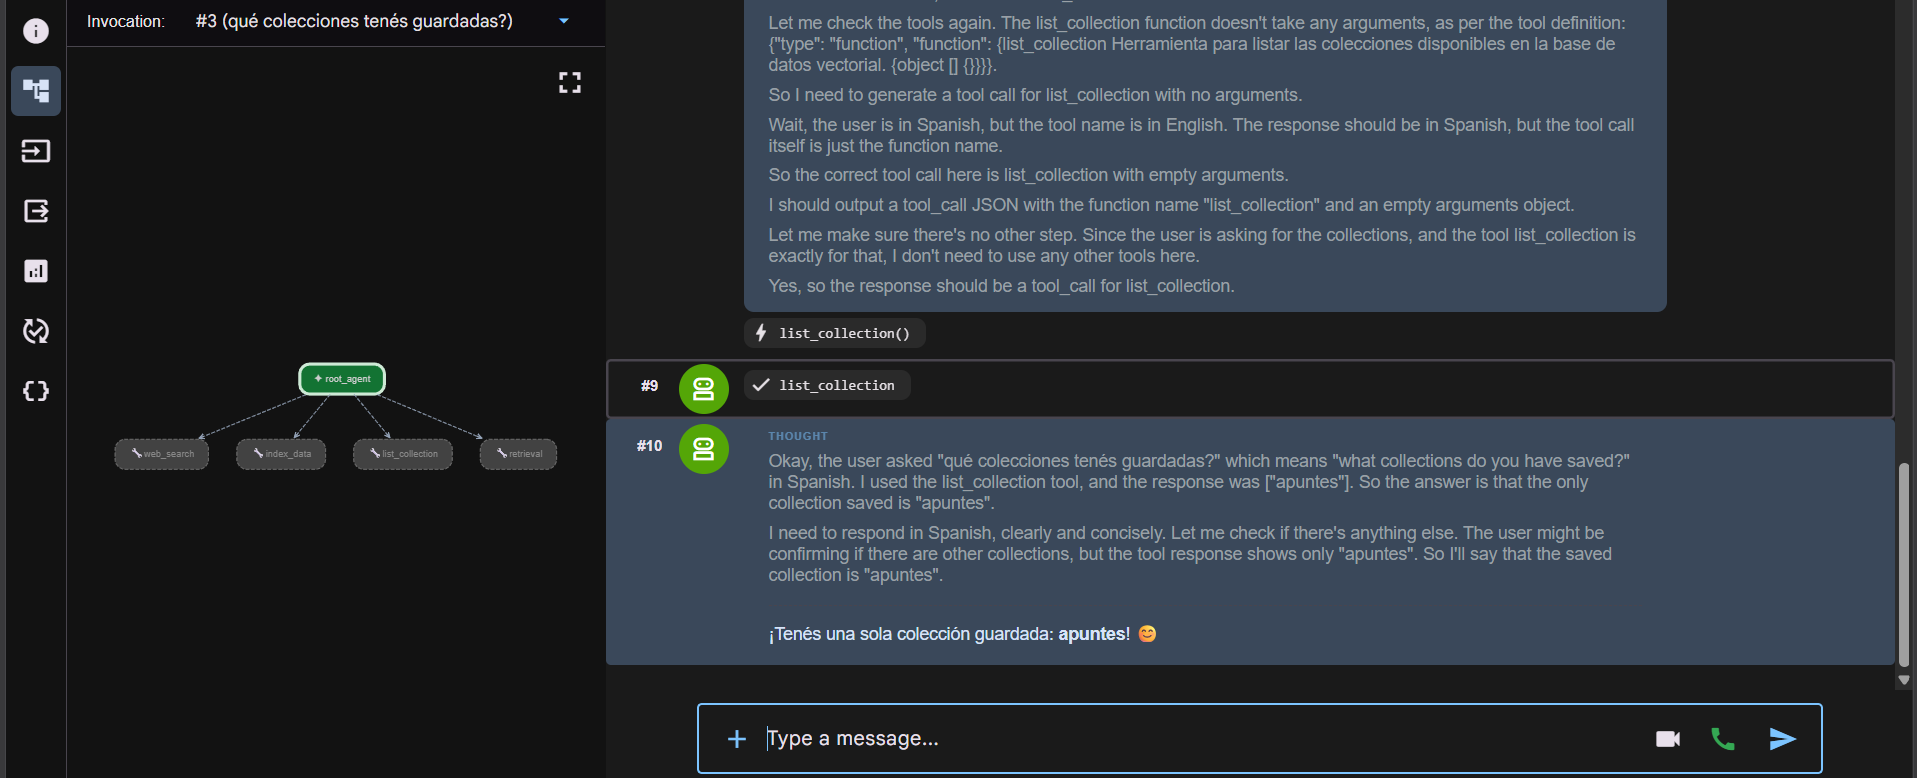 Invocation: #3 (qué colecciones tenés guardadas?)
root_agent
web_search
index_data
list_collection
retrieval
Let me check the tools again. The list_collection function doesn't take any arguments, as per the tool definition:
{"type": "function", "function": {list_collection Herramienta para listar las colecciones disponibles en la base de
datos vectorial. {object [] {}}}}.
So I need to generate a tool call for list_collection with no arguments.
Wait, the user is in Spanish, but the tool name is in English. The response should be in Spanish, but the tool call
itself is just the function name.
So the correct tool call here is list_collection with empty arguments.
I should output a tool_call JSON with the function name "list_collection" and an empty arguments object.
Let me make sure there's no other step. Since the user is asking for the collections, and the tool list_collection is
exactly for that, I don't need to use any other tools here.
Yes, so the response should be a tool_call for list_collection.
list_collection()
#9
list_collection
#10
THOUGHT
Okay, the user asked "qué colecciones tenés guardadas?" which means "what collections do you have saved?"
in Spanish. I used the list_collection tool, and the response was ["apuntes"]. So the answer is that the only
collection saved is "apuntes".
I need to respond in Spanish, clearly and concisely. Let me check if there's anything else. The user might be
confirming if there are other collections, but the tool response shows only "apuntes". So I'll say that the saved
collection is "apuntes".
¡Tenés una sola colección guardada: apuntes! 😊
Type a message...